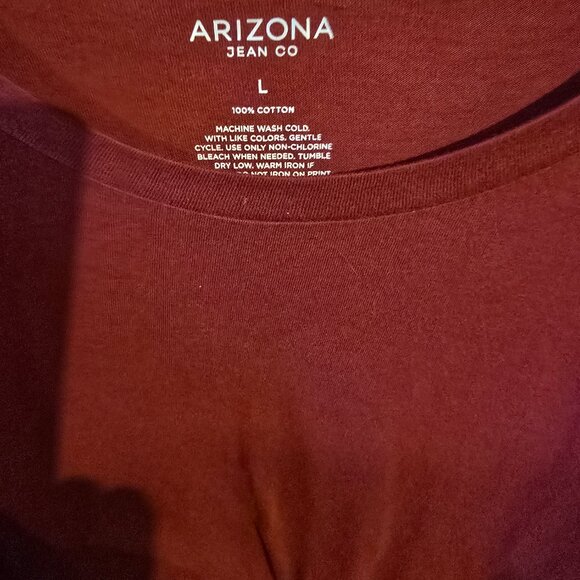 ARIZONA
JEAN CO
L
100% COTTON
MACHINE WASH COLD.
WITH LIKE COLORS. GENTLE
CYCLE. USE ONLY NON-CHLORINE
BLEACH WHEN NEEDED. TUMBLE
DRY LOW. WARM IRON IF
NOT IRON ON PRINT